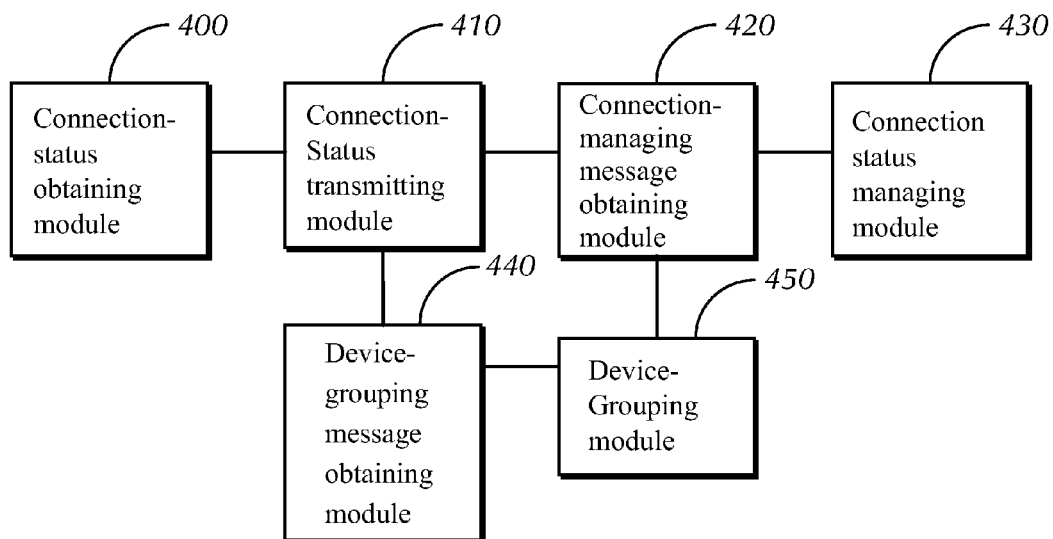 400
410
420
430
Connection-
status
obtaining
module
Connection-
Status
transmitting
module
Connection-
managing
message
obtaining
module
Connection
status
managing
module
440
450
Device-
grouping
message
obtaining
module
Device-
Grouping
module